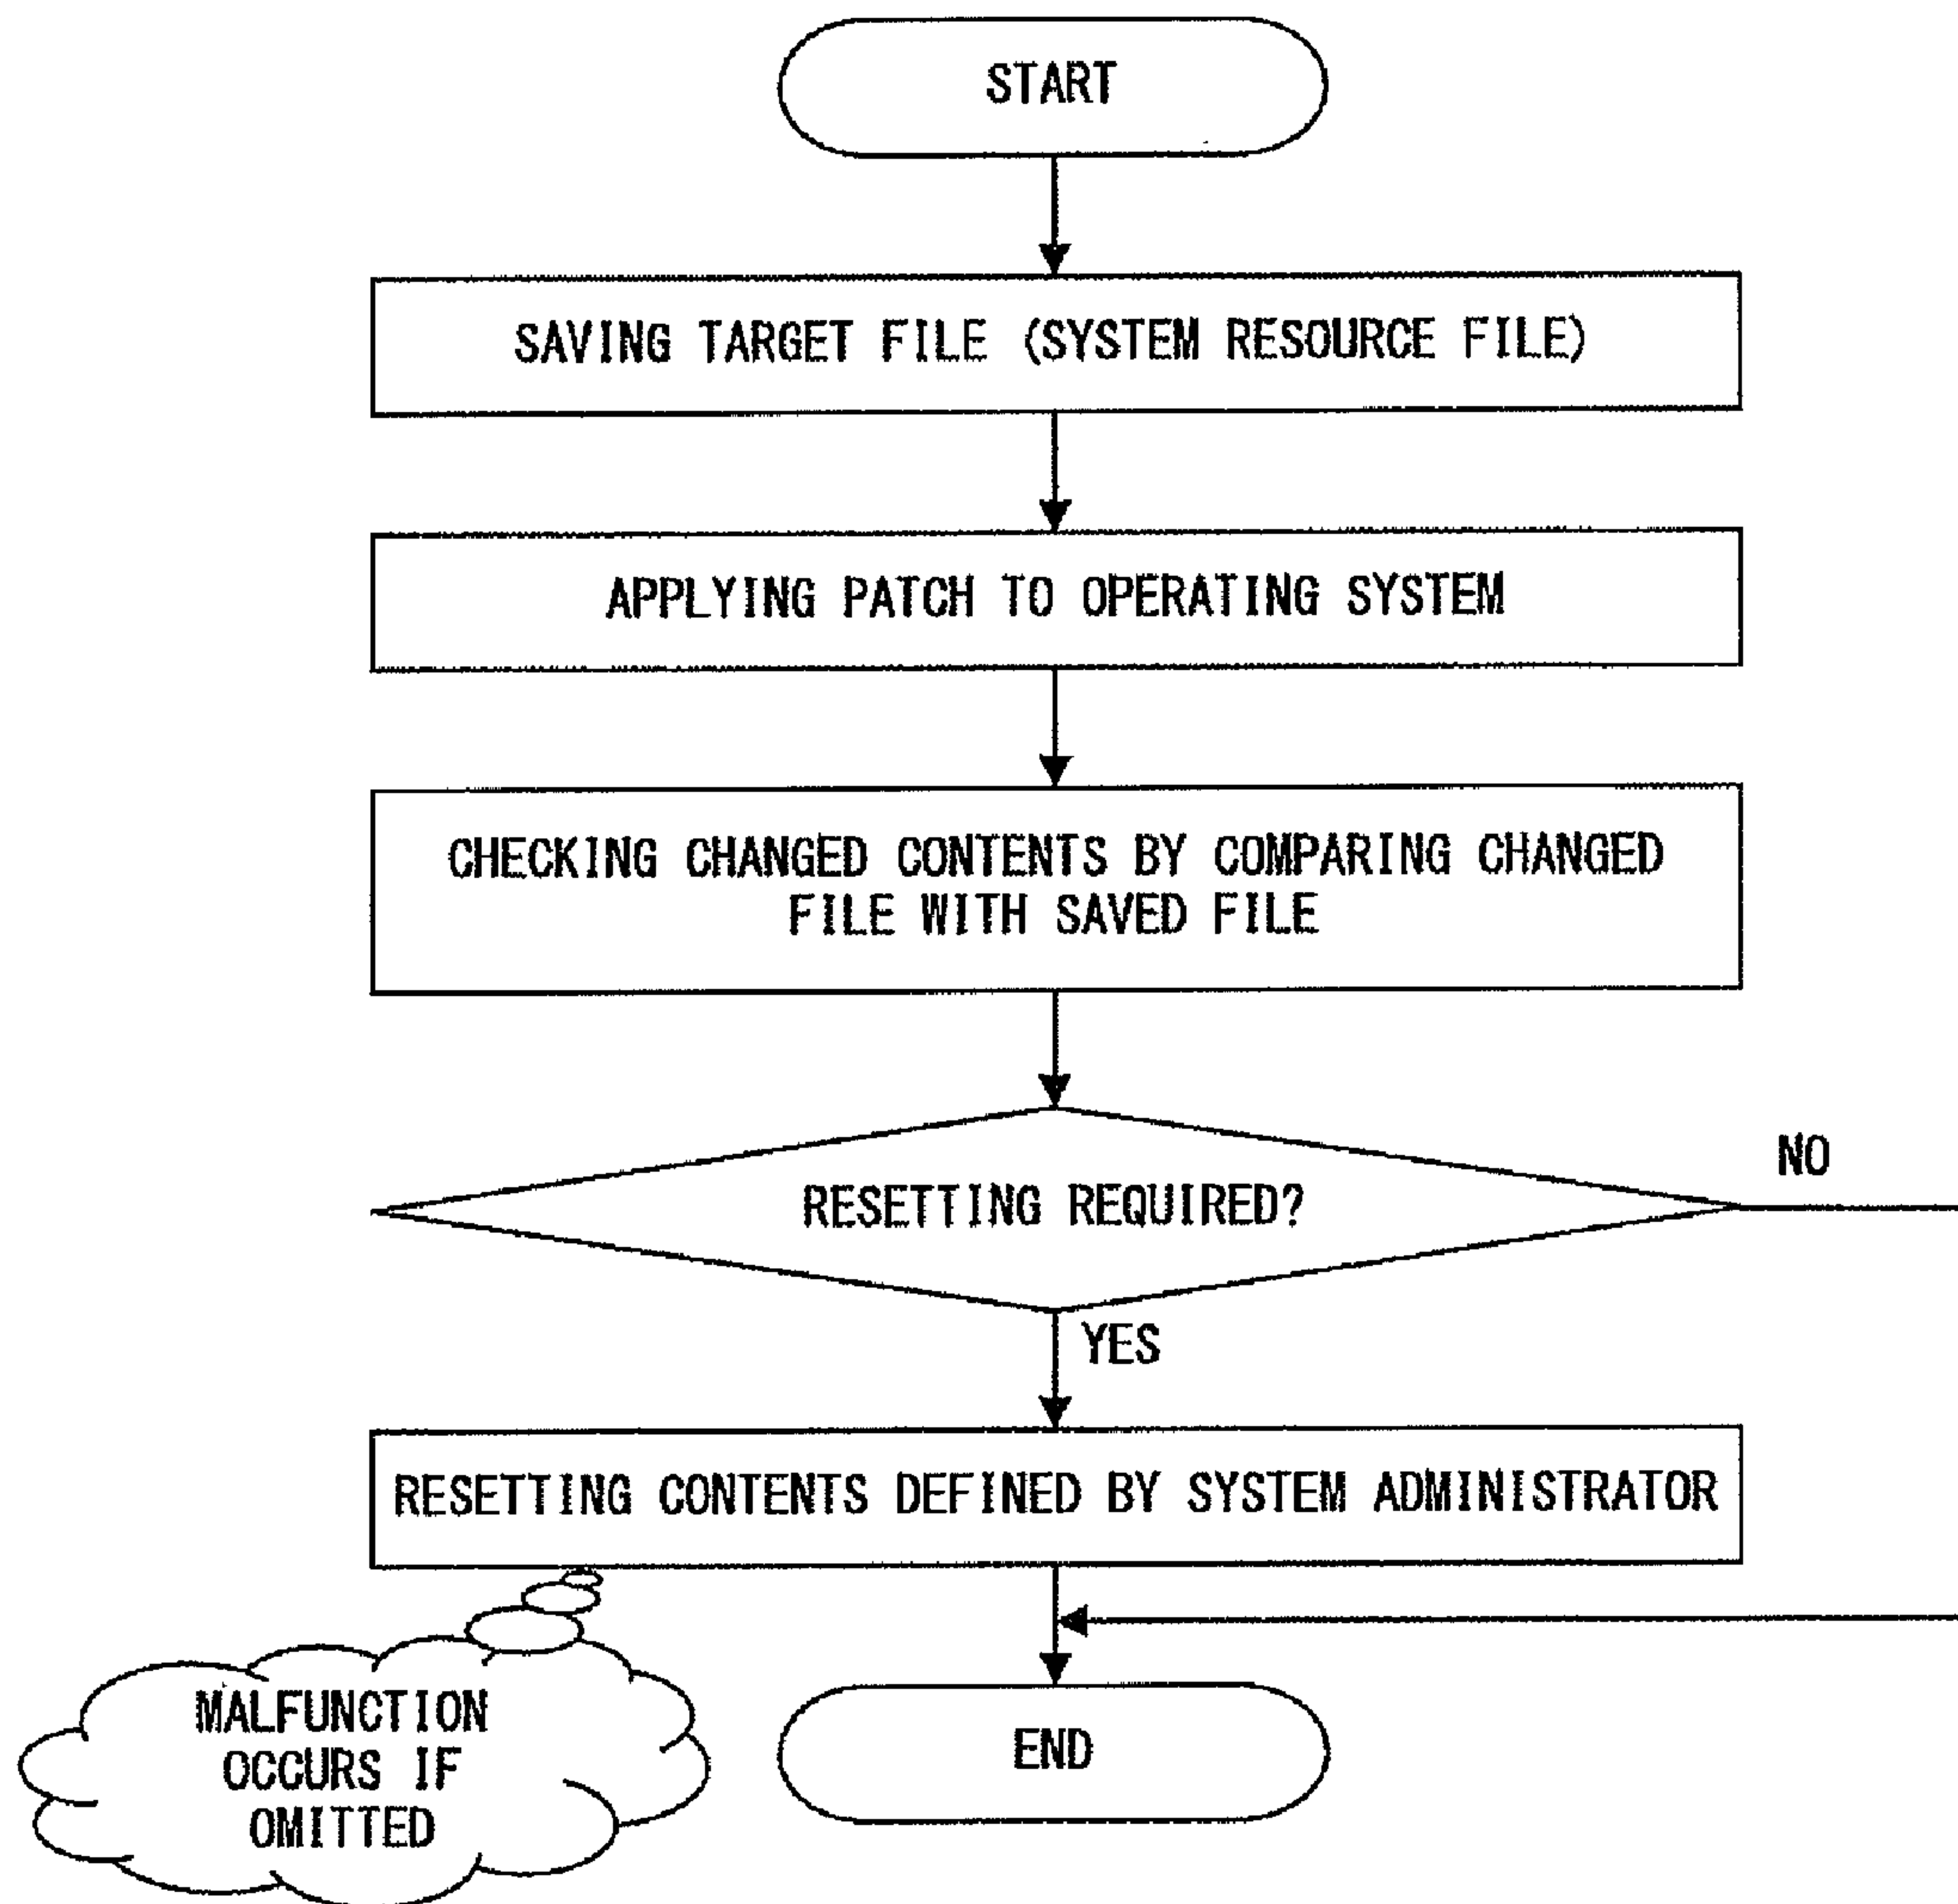 START
SAVING TARGET FILE (SYSTEM RESOURCE FILE)
APPLYING PATCH TO OPERATING SYSTEM
CHECKING CHANGED CONTENTS BY COMPARING CHANGED
FILE WITH SAVED FILE
RESETTING REQUIRED?
NO
YES
RESETTING CONTENTS DEFINED BY SYSTEM ADMINISTRATOR
MALFUNCTION
OCCURS IF
OMITTED
END